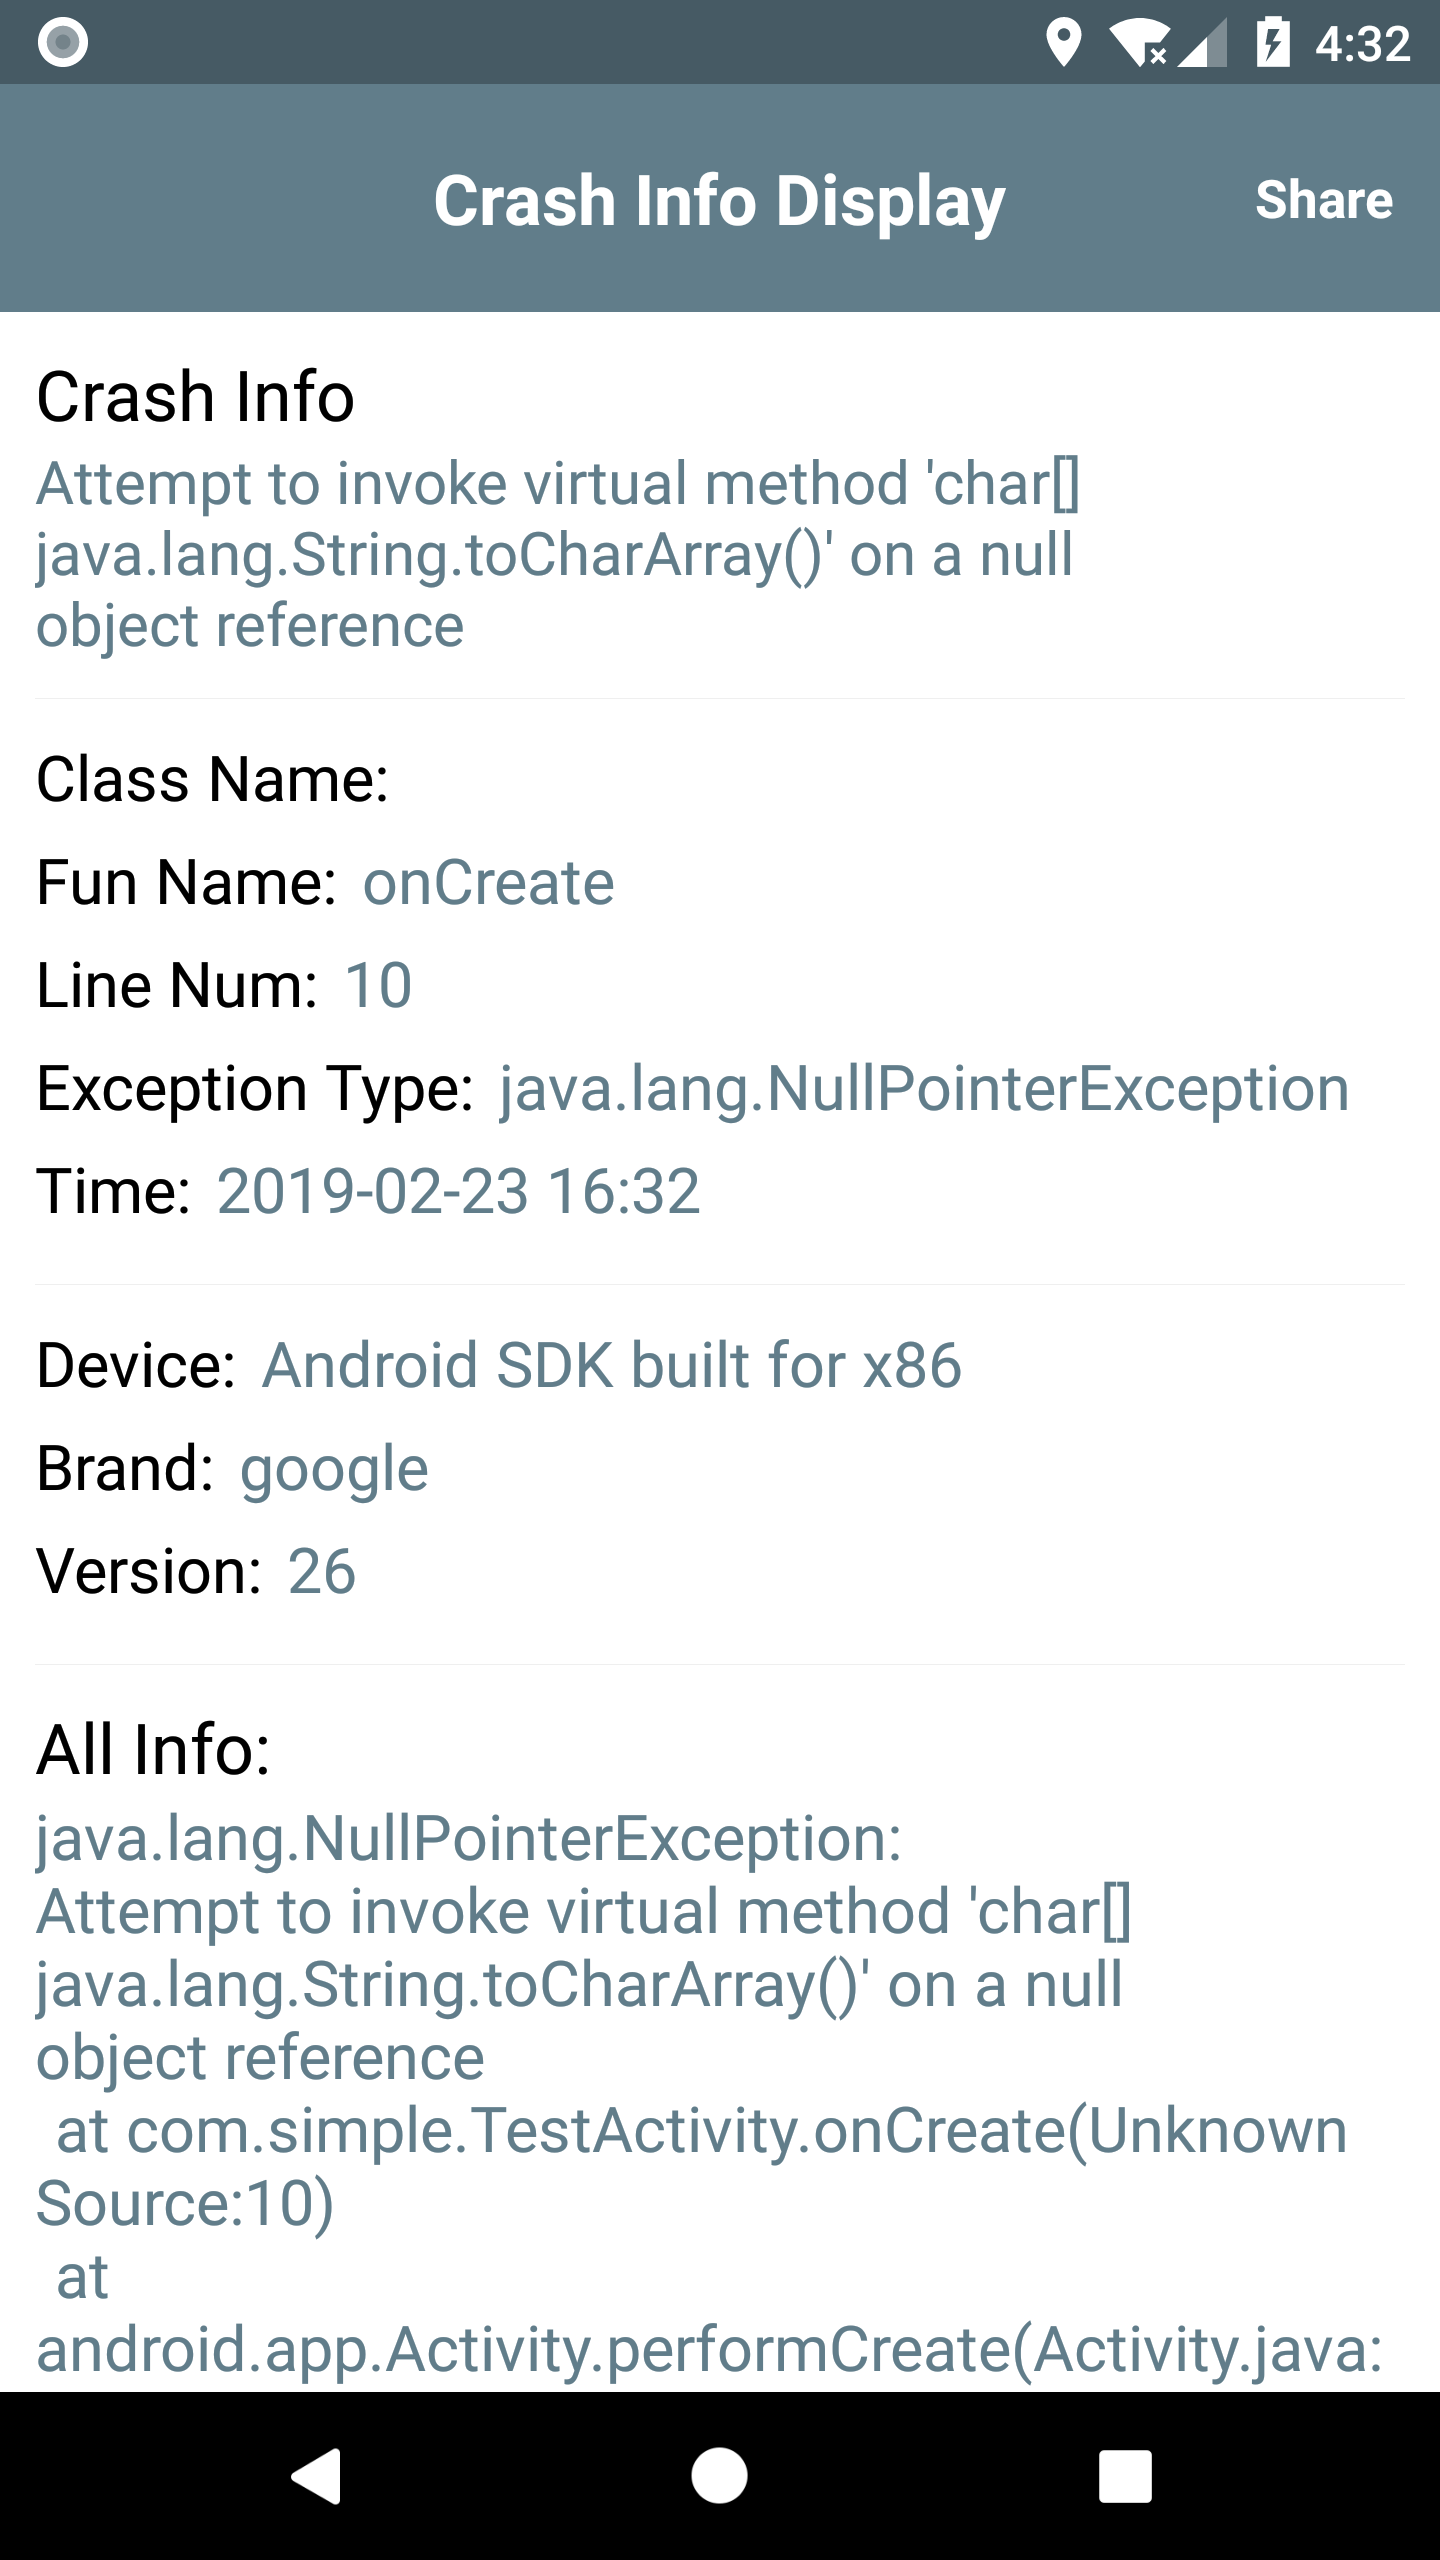 4:32
Crash Info Display
Share
Crash Info
Attempt to invoke virtual method 'char[]
java.lang.String.toCharArray()' on a null
object reference
Class Name:
Fun Name: onCreate
Line Num: 10
Exception Type: java.lang.NullPointerException
Time: 2019-02-23 16:32
Device: Android SDK built for x86
Brand: google
Version: 26
All Info:
java.lang.NullPointerException:
Attempt to invoke virtual method 'char[]
java.lang.String.toCharArray()' on a null
object reference
at com.simple.TestActivity.onCreate(Unknown
Source:10)
at
android.app.Activity.performCreate(Activity.java: